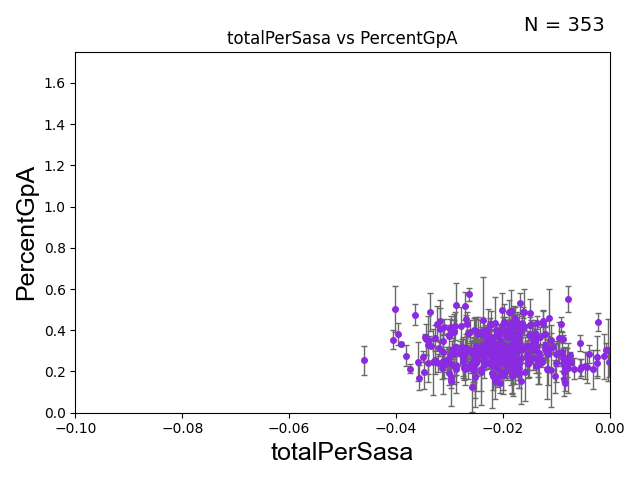 N = 353
totalPerSasa vs PercentGpA
PercentGpA
1.6
1.4
1.2
1.0
0.8
0.6
0.4
0.2
0.0
−0.10 −0.08 −0.06 −0.04 −0.02 0.00
totalPerSasa